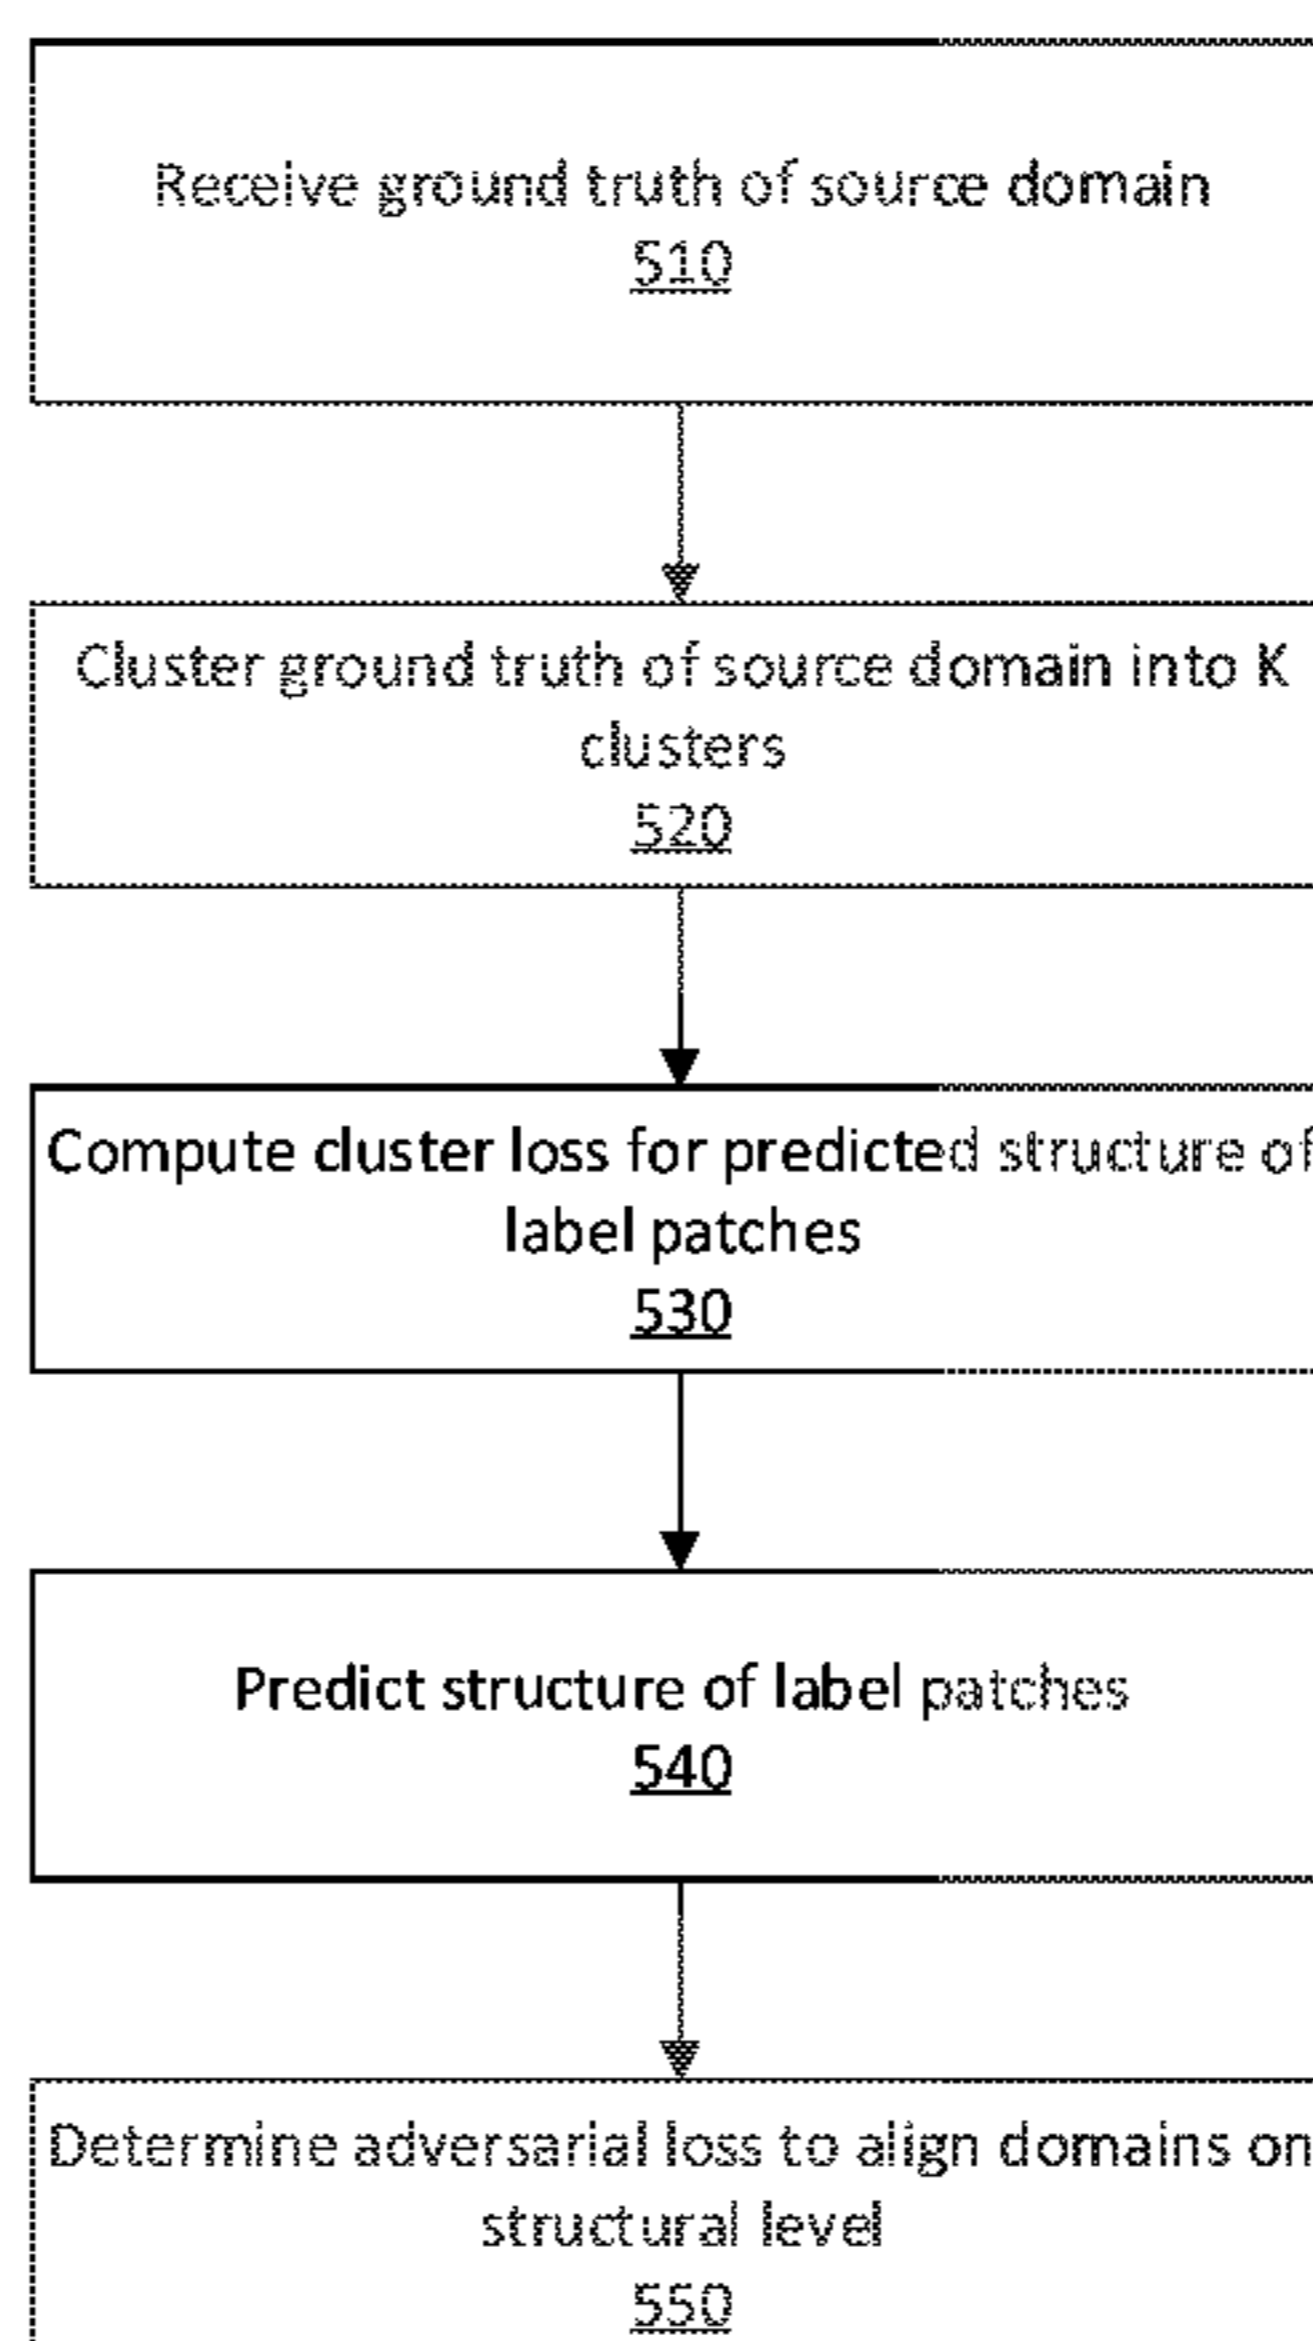 Receive ground truth of source domain
510
Cluster ground truth of source domain into K
clusters
520
Compute cluster loss for predicted structure of
label patches
530
Predict structure of label patches
540
Determine adversarial loss to align domains on
structural level
550